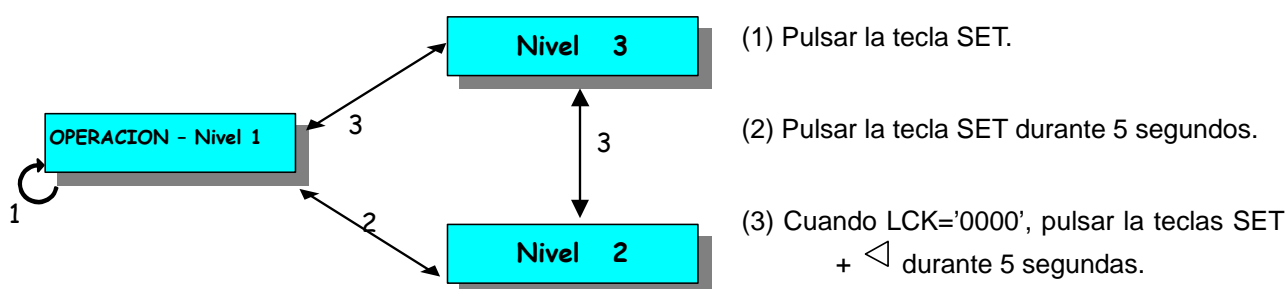 Nivel 3
OPERACION – Nivel 1
3
3
1
2
Nivel 2
(1) Pulsar la tecla SET.
(2) Pulsar la tecla SET durante 5 segundos.
(3) Cuando LCK=’0000’, pulsar la teclas SET
+ ◁ durante 5 segundas.